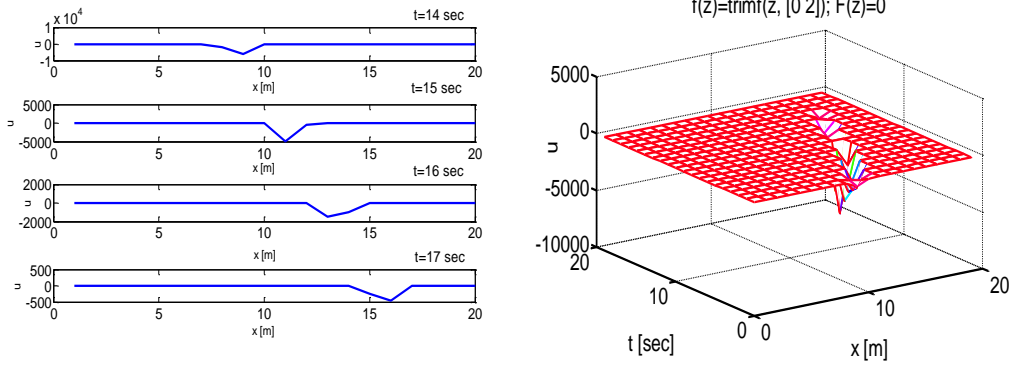 x 10^4
t=14 sec
1
0
-1
u
0 5 10 15 20
x [m]
t=15 sec
5000
0
-5000
u
0 5 10 15 20
x [m]
t=16 sec
2000
0
-2000
u
0 5 10 15 20
x [m]
t=17 sec
500
0
-500
u
0 5 10 15 20
x [m]
f(z)=trimf(z, [0 2]); F(z)=0
5000
0
-5000
-10000
u
20
10
0
t [sec]
0
10
20
x [m]